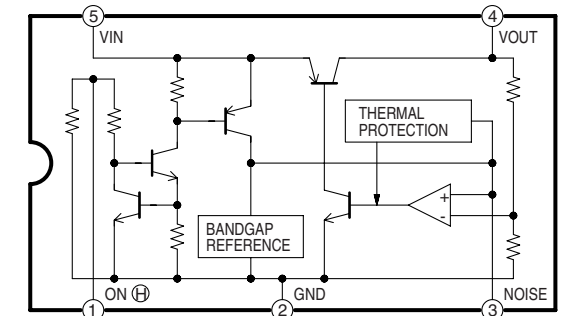 5
VIN
4
VOUT
THERMAL
PROTECTION
+
-
BANDGAP
REFERENCE
ON Ⓗ
GND
NOISE
1
2
3